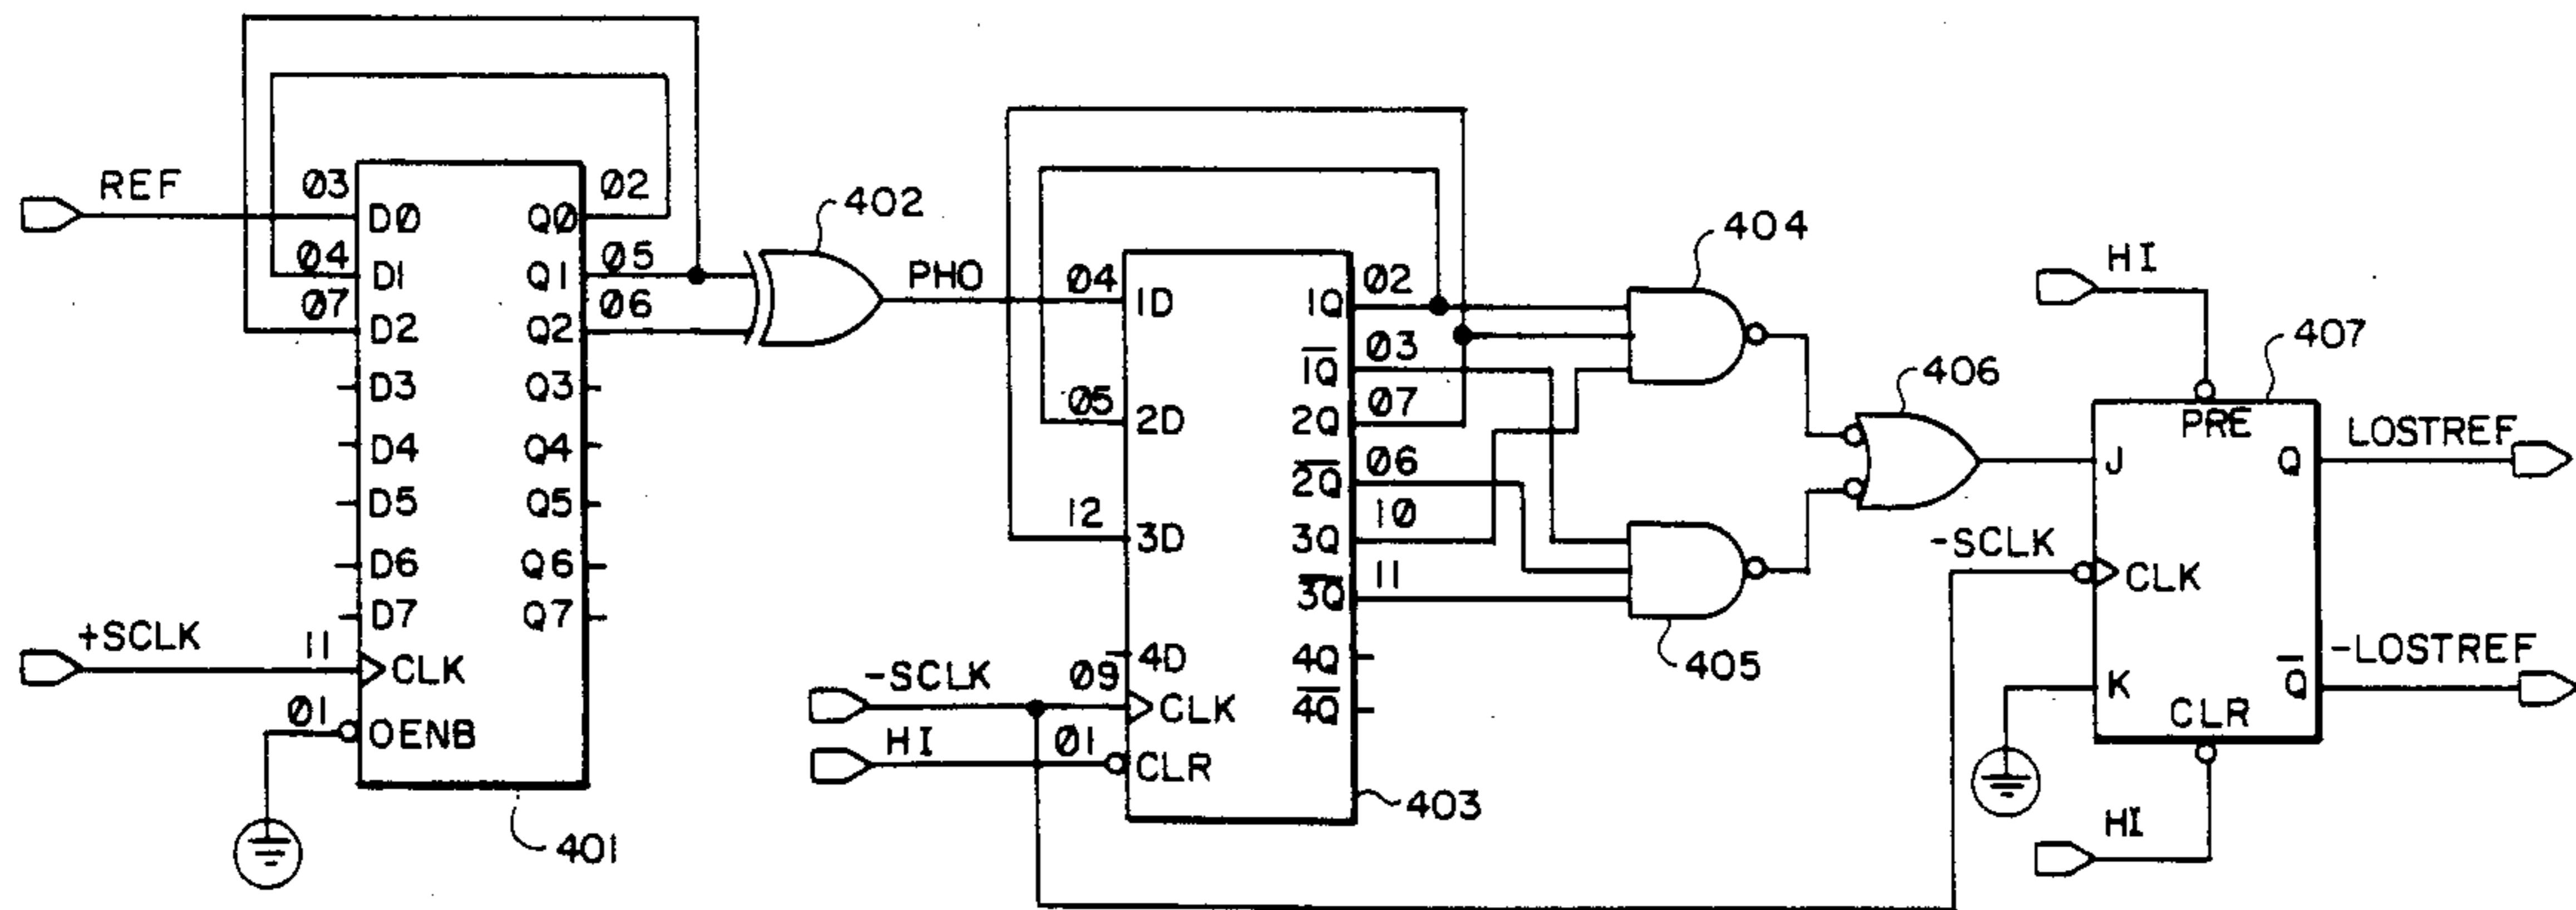 REF
03
D0
04
D1
07
D2
D3
D4
D5
D6
D7
+SCLK
11
CLK
01
OENB
02
Q0
05
Q1
06
Q2
Q3
Q4
Q5
Q6
Q7
401
402
PHO
04
1D
05
2D
12
3D
4D
-SCLK
09
CLK
HI
01
CLR
02
1Q
03
1Q̅
07
2Q
06
2Q̅
10
3Q
11
3Q̅
4Q
4Q̅
403
404
405
406
HI
407
PRE
J
Q
LOSTREF
-SCLK
CLK
-LOSTREF
K
Q̅
CLR
HI